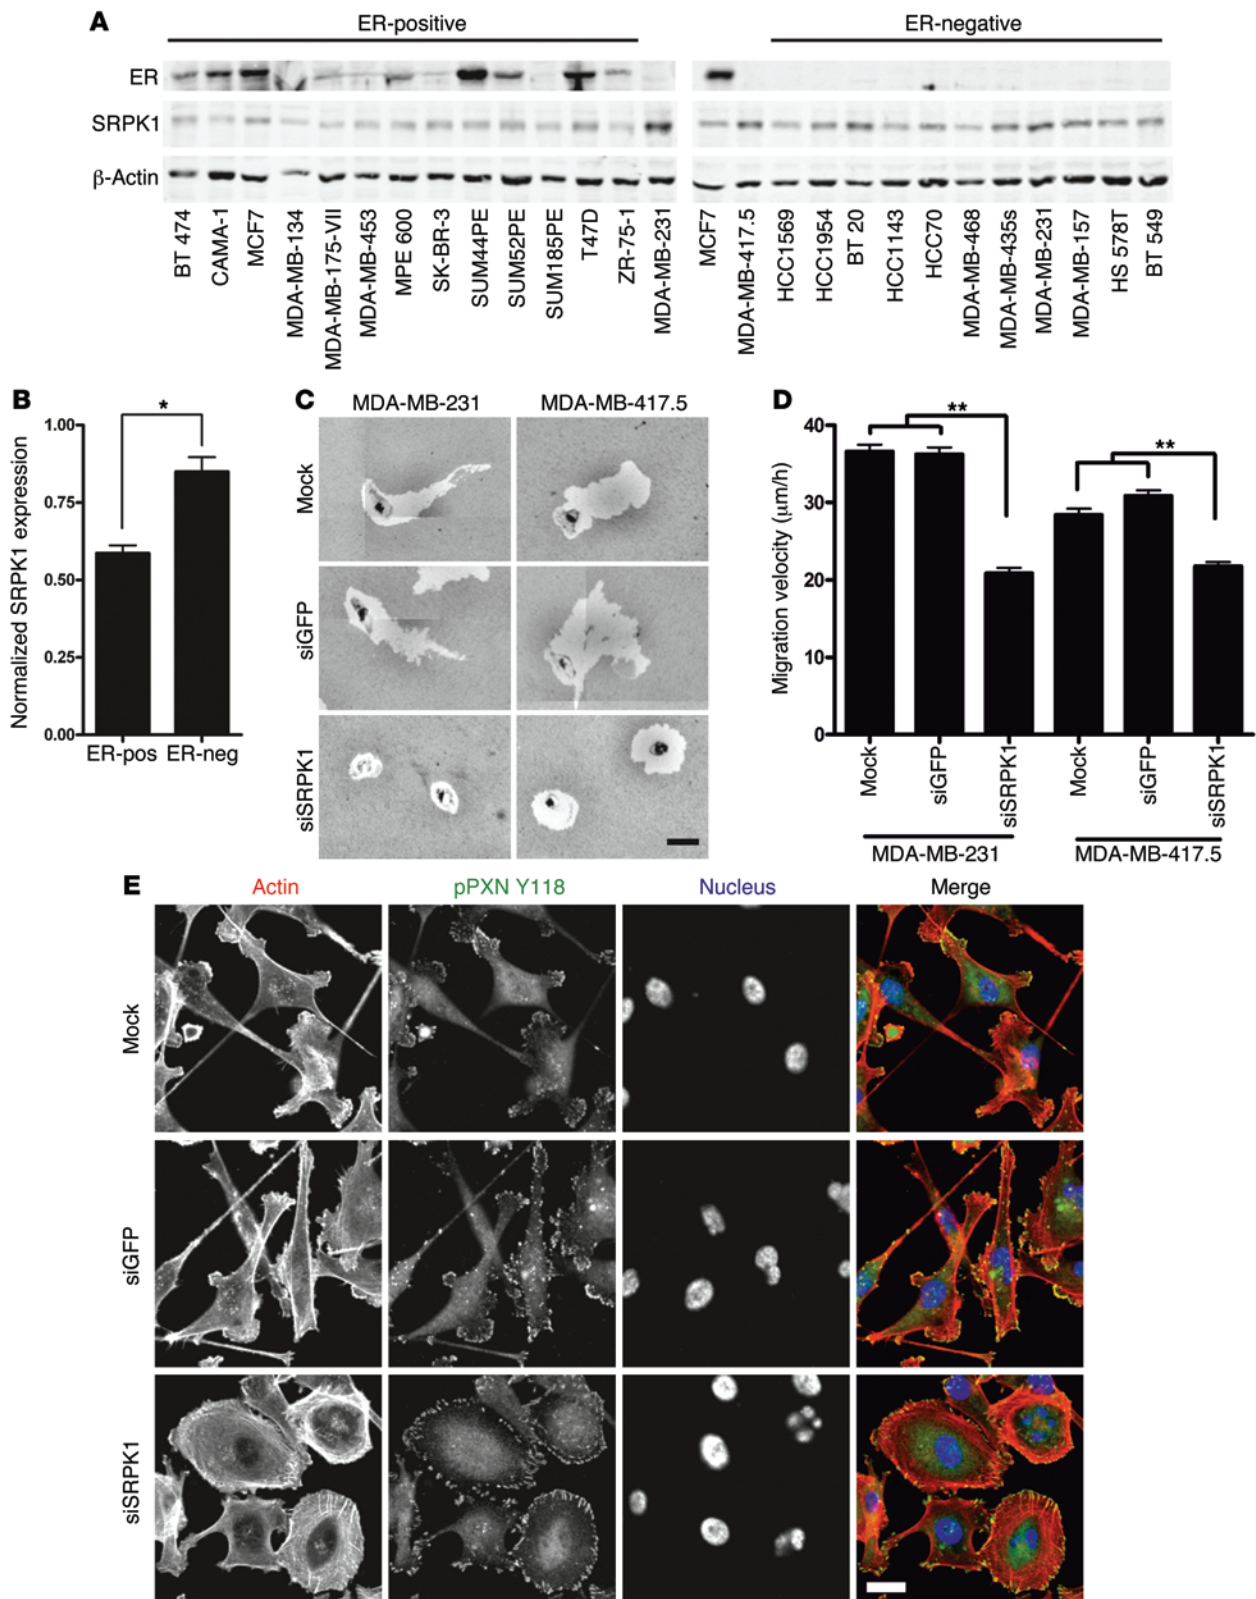 A
ER-positive
ER-negative
ER
SRPK1
β-Actin
BT 474
CAMA-1
MCF7
MDA-MB-134
MDA-MB-175-VII
MDA-MB-453
MPE 600
SK-BR-3
SUM44PE
SUM52PE
SUM185PE
T47D
ZR-75-1
MDA-MB-231
MCF7
MDA-MB-417.5
HCC1569
HCC1954
BT 20
HCC1143
HCC70
MDA-MB-468
MDA-MB-435s
MDA-MB-231
MDA-MB-157
HS 578T
BT 549
B
Normalized SRPK1 expression
1.00
0.75
0.50
0.25
0.00
*
ER-pos
ER-neg
C
MDA-MB-231
MDA-MB-417.5
Mock
siGFP
siSRPK1
D
Migration velocity (μm/h)
40
30
20
10
0
**
**
Mock
siGFP
siSRPK1
Mock
siGFP
siSRPK1
MDA-MB-231
MDA-MB-417.5
E
Actin
pPXN Y118
Nucleus
Merge
Mock
siGFP
siSRPK1